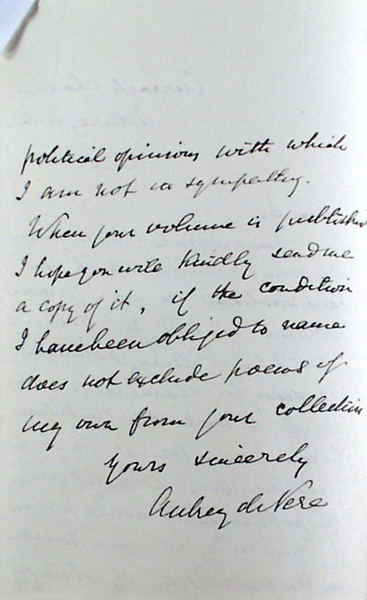 political opinions with which
I am not in sympathy.
When your volume is published
I hope you will kindly send me
a copy of it, if the condition
I have been obliged to name
does not exclude poems of
my own from your collection
Yours sincerely
Aubrey de Vere